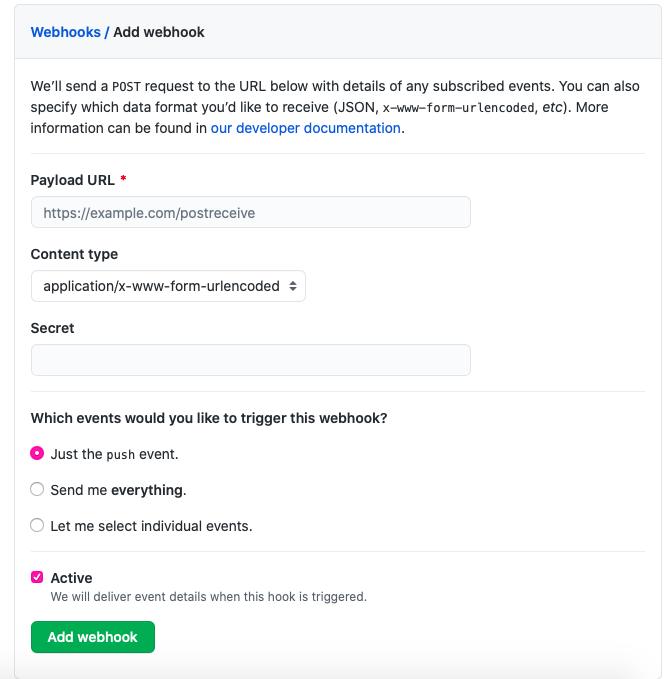 Webhooks / Add webhook
We’ll send a POST request to the URL below with details of any subscribed events. You can also
specify which data format you’d like to receive (JSON, x-www-form-urlencoded, etc). More
information can be found in our developer documentation.
Payload URL *
https://example.com/postreceive
Content type
application/x-www-form-urlencoded
Secret
Which events would you like to trigger this webhook?
Just the push event.
Send me everything.
Let me select individual events.
Active
We will deliver event details when this hook is triggered.
Add webhook